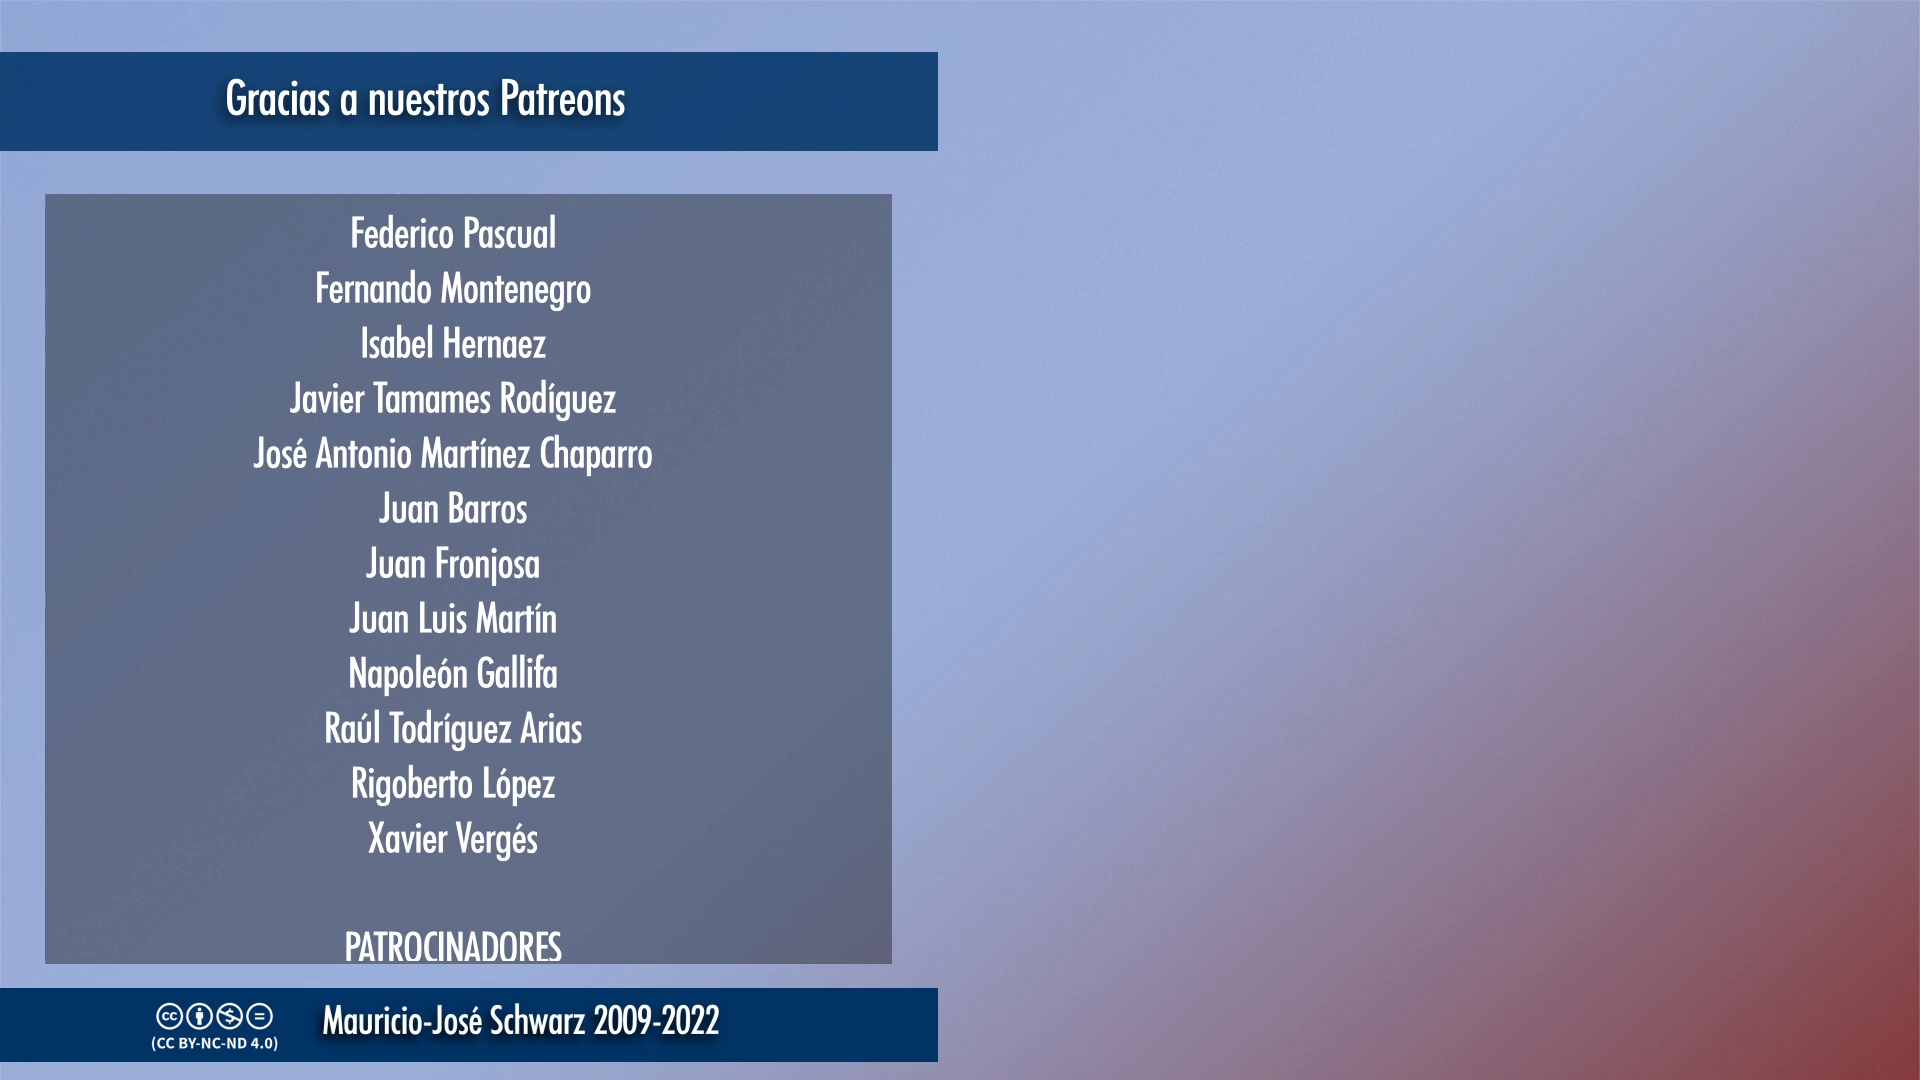 Gracias a nuestros Patreons
Federico Pascual
Fernando Montenegro
Isabel Hernaez
Javier Tamames Rodíguez
José Antonio Martínez Chaparro
Juan Barros
Juan Fronjosa
Juan Luis Martín
Napoleón Gallifa
Raúl Todríguez Arias
Rigoberto López
Xavier Vergés
PATROCINADORES
cc
(CC BY-NC-ND 4.0)
Mauricio-José Schwarz 2009-2022